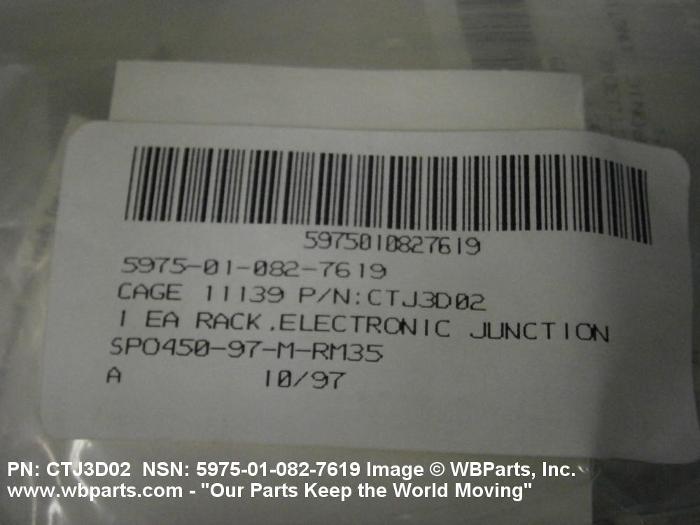 5975010827619
5975-01-082-7619
CAGE 11139 P/N:CTJ3D02
1 EA RACK.ELECTRONIC JUNCTION
SPO450-97-M-RM35
A 10/97
PN: CTJ3D02 NSN: 5975-01-082-7619 Image © WBParts, Inc.
www.wbparts.com - "Our Parts Keep the World Moving"